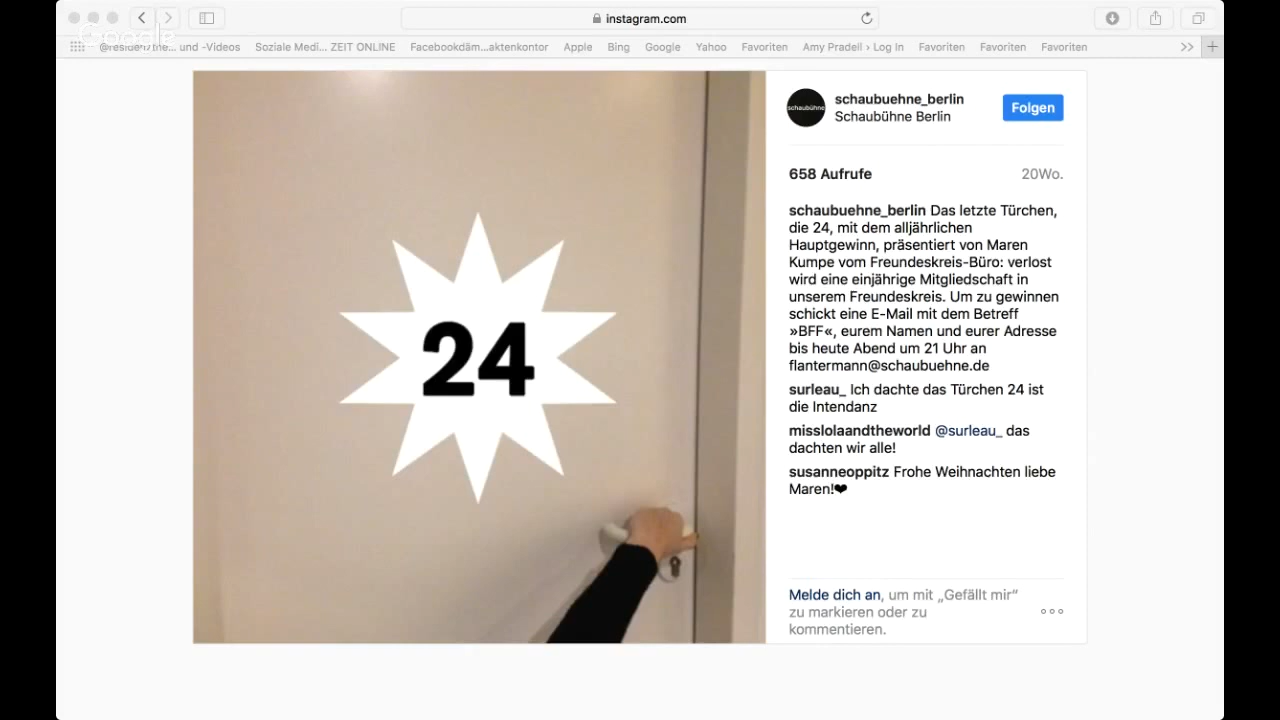 instagram.com
Google
@reside17 the... und -Videos Soziale Medi... ZEIT ONLINE Facebookdäm...aktenkontor Apple Bing Google Yahoo Favoriten Amy Pradell › Log In Favoriten Favoriten Favoriten
schaubühne
schaubuehne_berlin
Schaubühne Berlin
Folgen
658 Aufrufe 20Wo.
schaubuehne_berlin Das letzte Türchen,
die 24, mit dem alljährlichen
Hauptgewinn, präsentiert von Maren
Kumpe vom Freundeskreis-Büro: verlost
wird eine einjährige Mitgliedschaft in
unserem Freundeskreis. Um zu gewinnen
schickt eine E-Mail mit dem Betreff
»BFF«, eurem Namen und eurer Adresse
bis heute Abend um 21 Uhr an
flantermann@schaubuehne.de
surleau_ Ich dachte das Türchen 24 ist
die Intendanz
misslolaandtheworld @surleau_ das
dachten wir alle!
susanneoppitz Frohe Weihnachten liebe
Maren!❤
24
Melde dich an, um mit „Gefällt mir“
zu markieren oder zu
kommentieren.